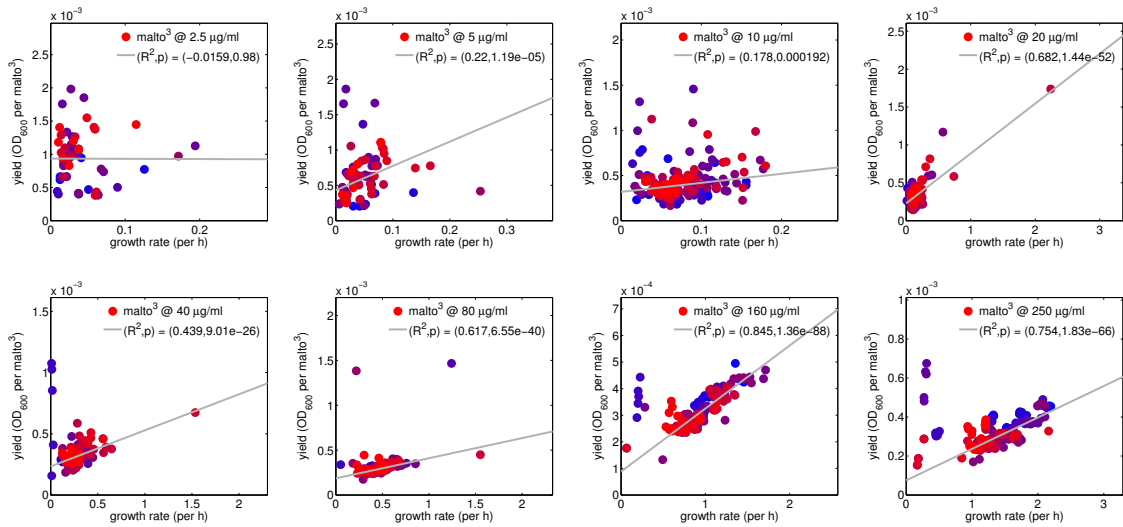 x 10⁻³
malto³ @ 2.5 μg/ml
(R²,p) = (−0.0159,0.98)
yield (OD₆₀₀ per malto³)
2.5
2
1.5
1
0.5
0
0 0.1 0.2
growth rate (per h)
x 10⁻³
malto³ @ 5 μg/ml
(R²,p) = (0.22,1.19e−05)
yield (OD₆₀₀ per malto³)
2.5
2
1.5
1
0.5
0
0 0.1 0.2 0.3
growth rate (per h)
x 10⁻³
malto³ @ 10 μg/ml
(R²,p) = (0.178,0.000192)
yield (OD₆₀₀ per malto³)
2
1.5
1
0.5
0
0 0.1 0.2
growth rate (per h)
x 10⁻³
malto³ @ 20 μg/ml
(R²,p) = (0.682,1.44e−52)
yield (OD₆₀₀ per malto³)
2.5
2
1.5
1
0.5
0
0 1 2 3
growth rate (per h)
x 10⁻³
malto³ @ 40 μg/ml
(R²,p) = (0.439,9.01e−26)
yield (OD₆₀₀ per malto³)
1.5
1
0.5
0
0 0.5 1 1.5 2
growth rate (per h)
x 10⁻³
malto³ @ 80 μg/ml
(R²,p) = (0.617,6.55e−40)
yield (OD₆₀₀ per malto³)
2
1.5
1
0.5
0
0 0.5 1 1.5 2
growth rate (per h)
x 10⁻⁴
malto³ @ 160 μg/ml
(R²,p) = (0.845,1.36e−88)
yield (OD₆₀₀ per malto³)
7
6
5
4
3
2
1
0
0 1 2
growth rate (per h)
x 10⁻³
malto³ @ 250 μg/ml
(R²,p) = (0.754,1.83e−66)
yield (OD₆₀₀ per malto³)
1
0.8
0.6
0.4
0.2
0
0 1 2 3
growth rate (per h)